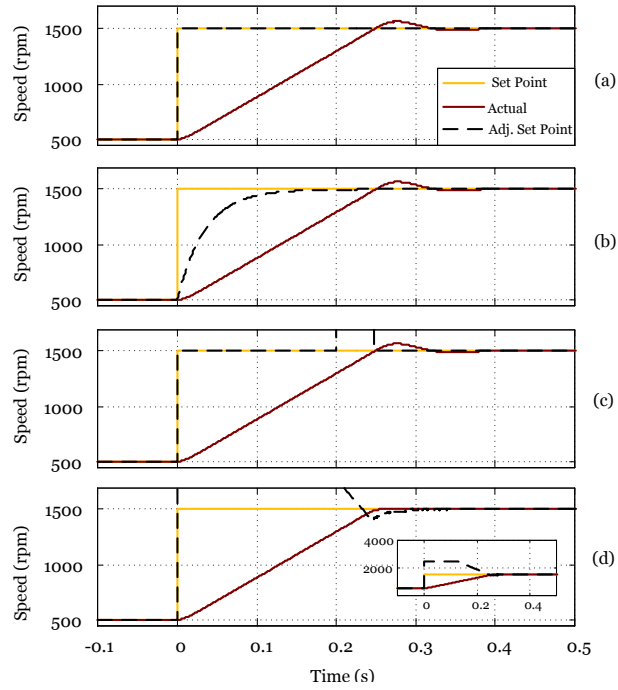 1500
1000
500
Speed (rpm)
Set Point
Actual
Adj. Set Point
(a)
1500
1000
500
Speed (rpm)
(b)
1500
1000
500
Speed (rpm)
(c)
1500
1000
500
Speed (rpm)
4000
2000
0
0.2
0.4
(d)
-0.1
0
0.1
0.2
0.3
0.4
0.5
Time (s)